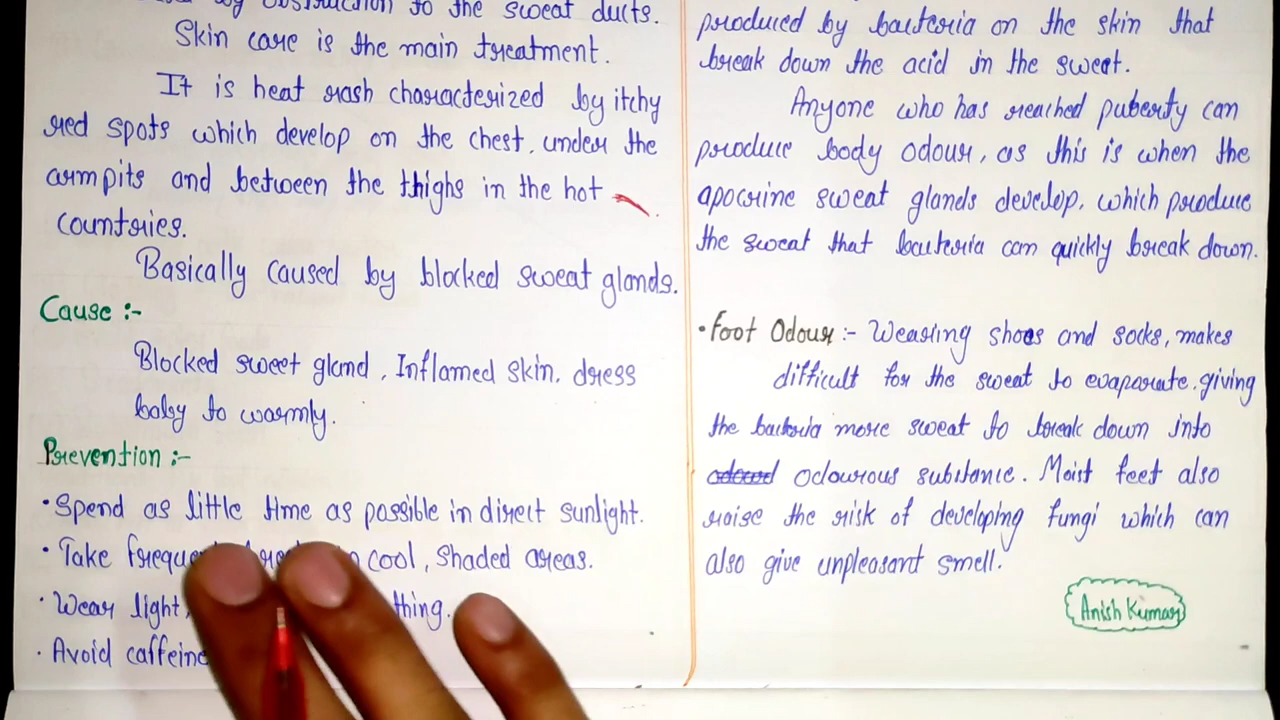 obstruction to the sweat ducts.
Skin care is the main treatment.
It is heat rash characterized by itchy
red spots which develop on the chest, under the
armpits and between the thighs in the hot
countries.
Basically caused by blocked sweat glands.
Cause :-
Blocked sweet gland, Inflamed skin, dress
baby to warmly.
Prevention :-
• Spend as little time as possible in direct sunlight.
• Take cool, shaded areas.
• Wear light, thing.
• Avoid caffeine
produced by bacteria on the skin that
break down the acid in the sweat.
Anyone who has reached puberty can
produce body odour, as this is when the
apocrine sweat glands develop, which produce
the sweat that bacteria can quickly break down.
• Foot Odour :- Wearing shoes and socks, makes
difficult for the sweat to evaporate, giving
the bacteria more sweat to break down into
odourous substance. Moist feet also
raise the risk of developing fungi which can
also give unpleasant smell.
Anish Kumar